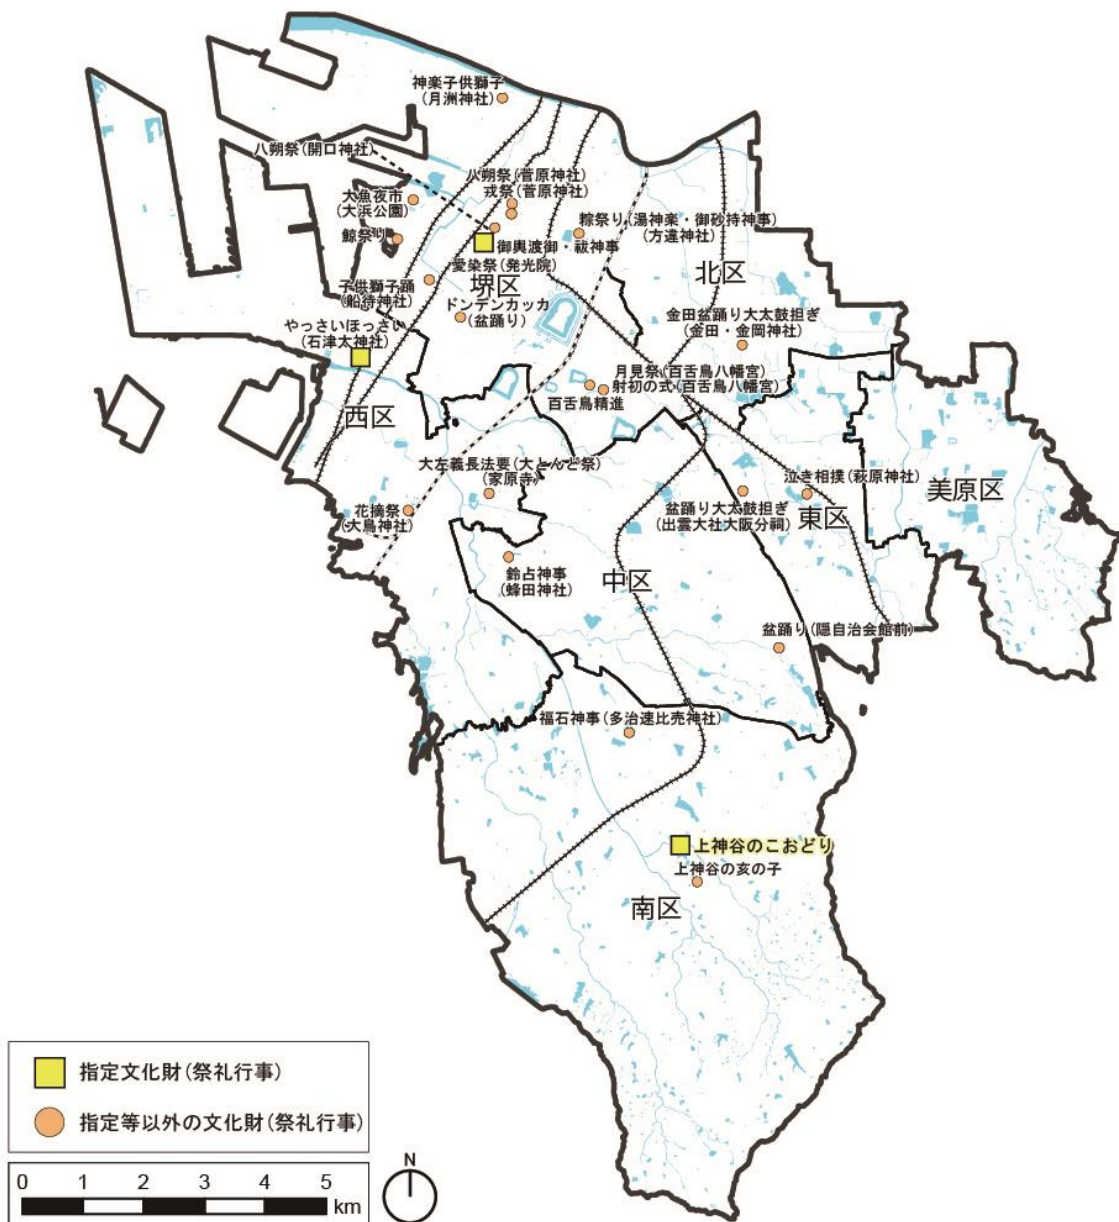 神楽子供獅子
(月洲神社)
八朔祭(開口神社)
八朔祭(菅原神社)
戎祭(菅原神社)
大魚夜市
(大浜公園)
鯨祭り
粽祭り(湯神楽・御砂持神事)
(方違神社)
御輿渡御・祓神事
愛染祭(発光院)
堺区
北区
子供獅子踊
(船待神社)
ドンデンカッカ
(盆踊り)
金田盆踊り大太鼓担ぎ
(金田・金岡神社)
やっさいほっさい
(石津太神社)
月見祭(百舌鳥八幡宮)
射初の式(百舌鳥八幡宮)
百舌鳥精進
西区
大左義長法要(大とんど祭)
(家原寺)
泣き相撲(萩原神社)
美原区
花摘祭
(大鳥神社)
盆踊り大太鼓担ぎ
(出雲大社大阪分祠)
東区
鈴占神事
(蜂田神社)
中区
盆踊り(隠自治会館前)
福石神事(多治速比売神社)
上神谷のこおどり
上神谷の亥の子
南区
指定文化財(祭礼行事)
指定等以外の文化財(祭礼行事)
0 1 2 3 4 5
km
N